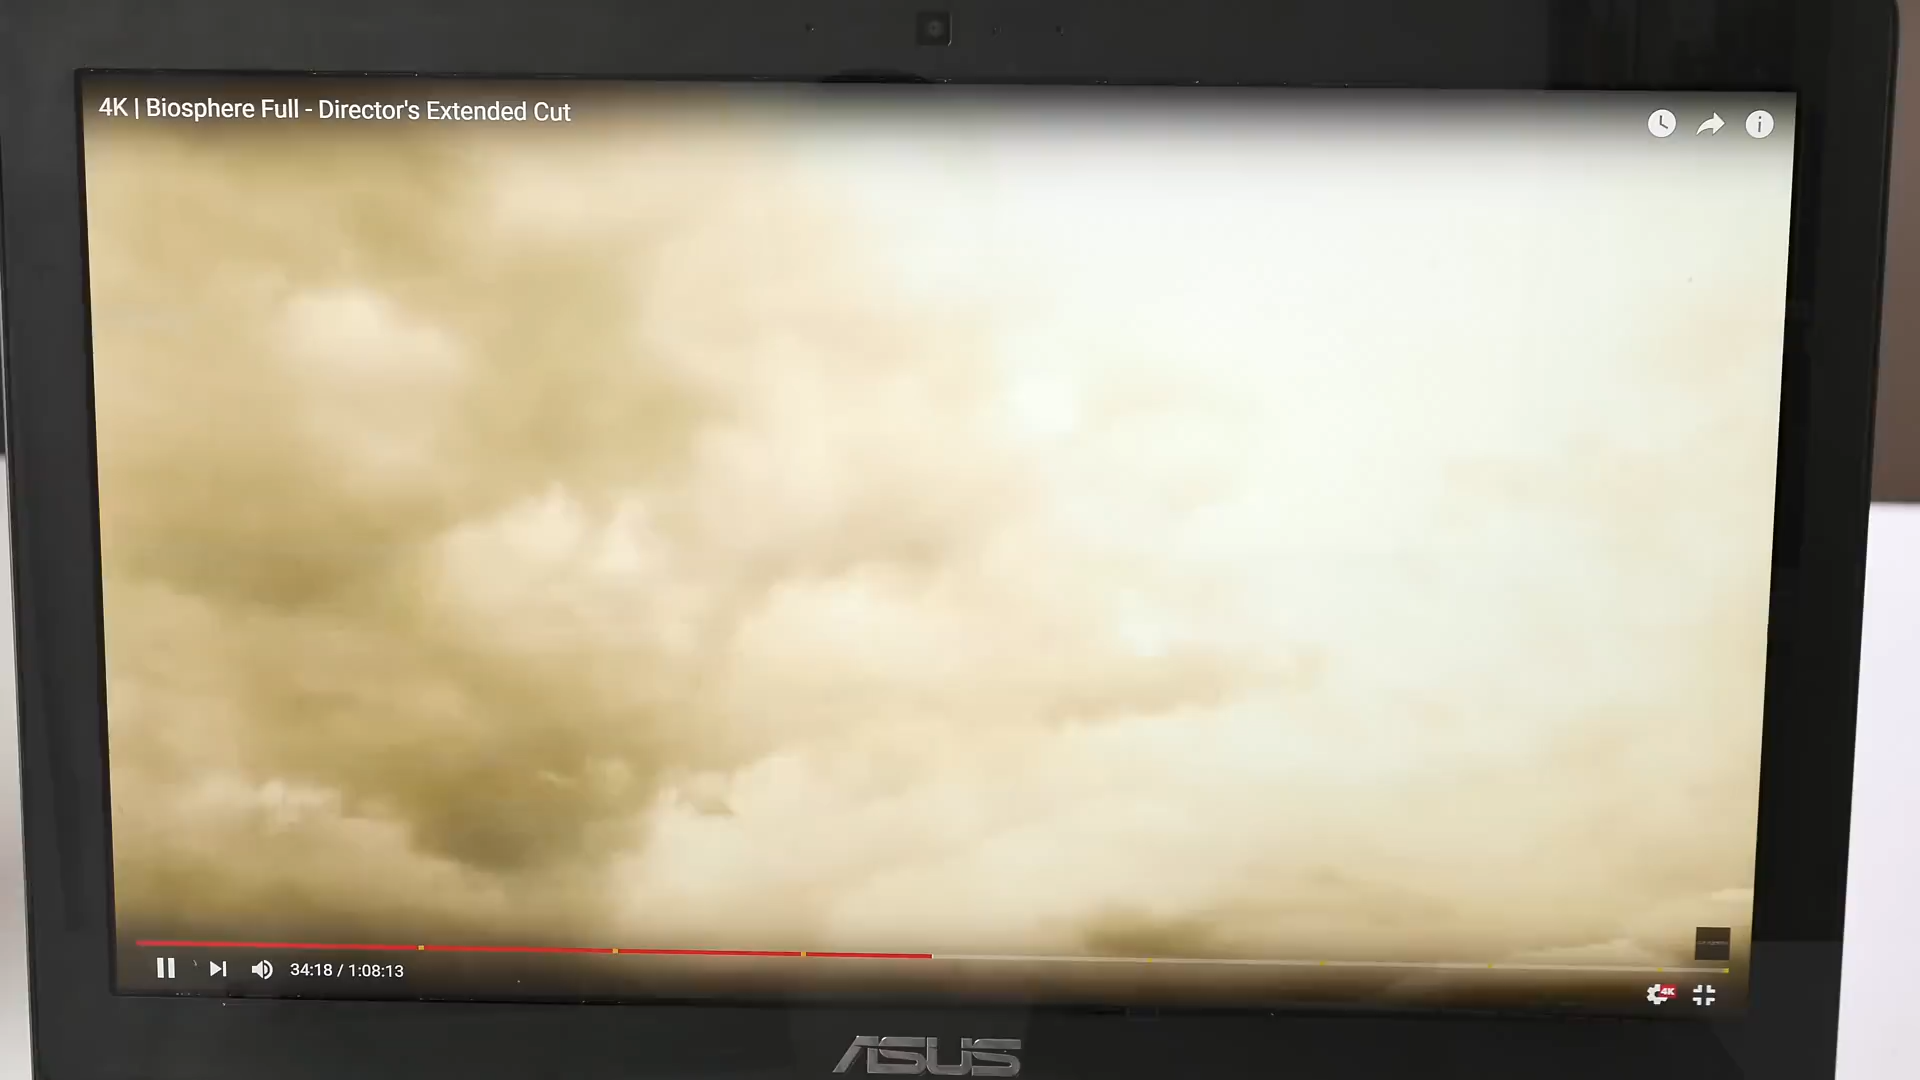 4K | Biosphere Full - Director's Extended Cut
34:18 / 1:08:13
4K
ASUS